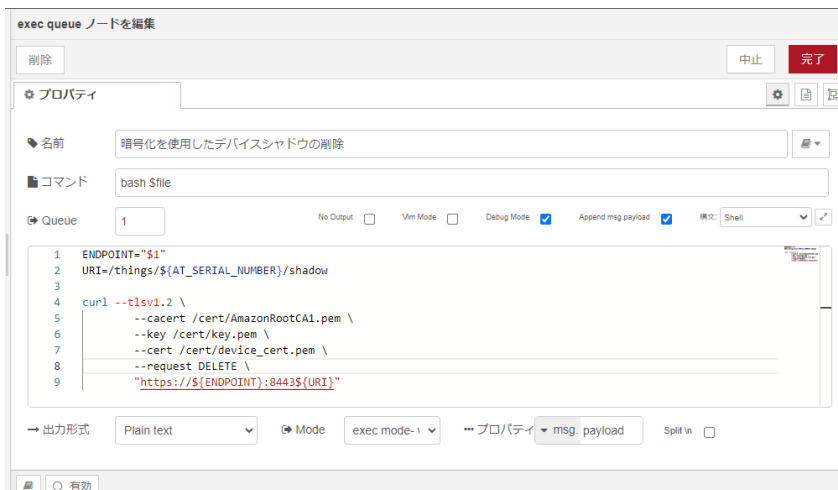 exec queue ノードを編集
削除 中止 完了
プロパティ
名前 暗号化を使用したデバイスシャドウの削除
コマンド bash $file
Queue 1 No Output Vim Mode Debug Mode Append msg.payload 構文: Shell
1 ENDPOINT="$1"
2 URI=/things/${AT_SERIAL_NUMBER}/shadow
3
4 curl --tlsv1.2 \
5 --cacert /cert/AmazonRootCA1.pem \
6 --key /cert/key.pem \
7 --cert /cert/device_cert.pem \
8 --request DELETE \
9 "https://${ENDPOINT}:8443${URI}"
出力形式 Plain text Mode exec mode- プロパティ msg. payload Split \n
有効